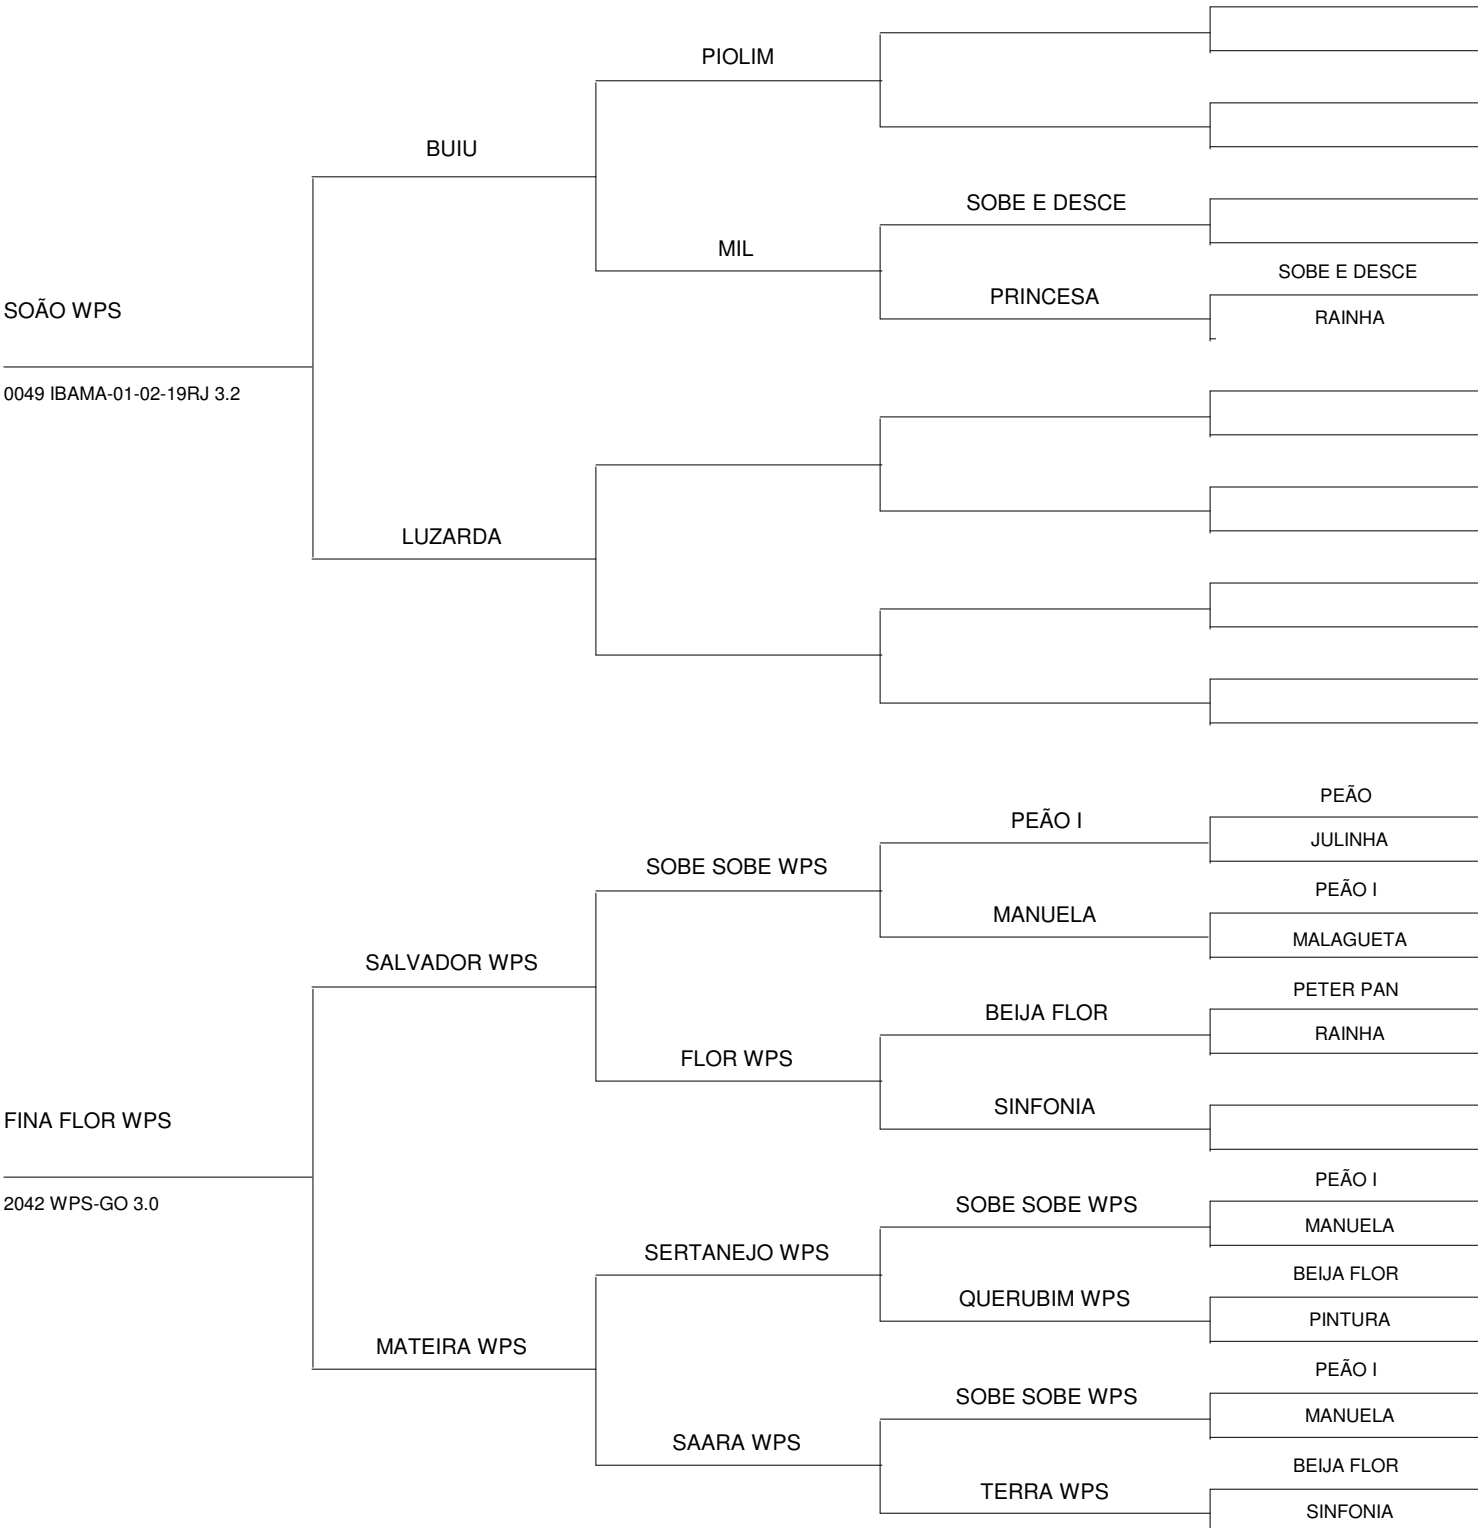 PIOLIM
BUIU
SOBE E DESCE
MIL
SOBE E DESCE
PRINCESA
SOÃO WPS
RAINHA
0049 IBAMA-01-02-19RJ 3.2
LUZARDA
PEÃO
PEÃO I
JULINHA
SOBE SOBE WPS
PEÃO I
MANUELA
MALAGUETA
SALVADOR WPS
PETER PAN
BEIJA FLOR
RAINHA
FLOR WPS
SINFONIA
FINA FLOR WPS
PEÃO I
2042 WPS-GO 3.0
SOBE SOBE WPS
MANUELA
SERTANEJO WPS
BEIJA FLOR
QUERUBIM WPS
PINTURA
MATEIRA WPS
PEÃO I
SOBE SOBE WPS
MANUELA
SAARA WPS
BEIJA FLOR
TERRA WPS
SINFONIA